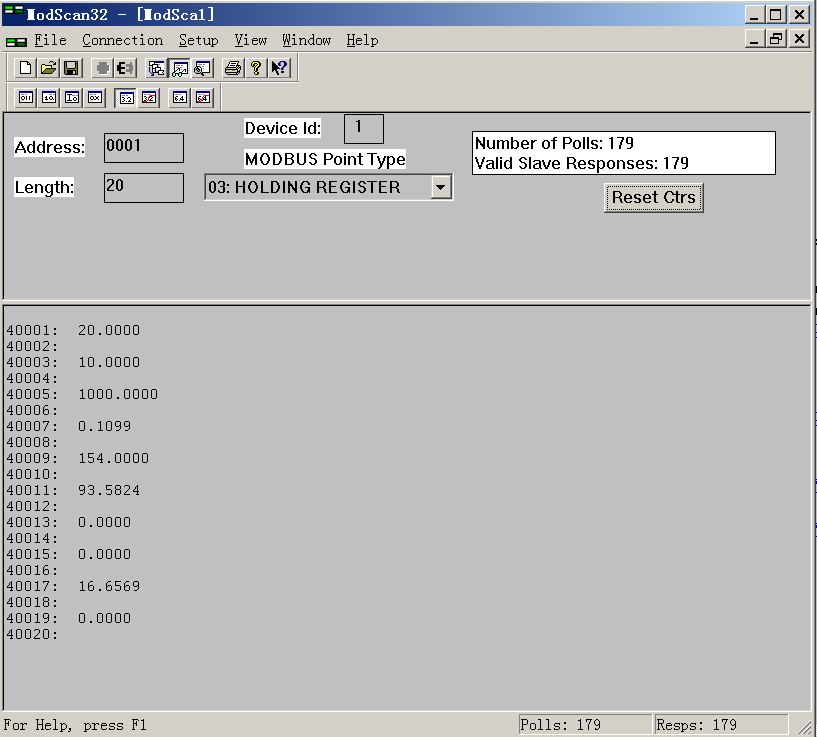 ModScan32 - [ModSca1]
File Connection Setup View Window Help
Address: 0001
Device Id: 1
MODBUS Point Type
Length: 20
03: HOLDING REGISTER
Number of Polls: 179
Valid Slave Responses: 179
Reset Ctrs
40001: 20.0000
40002:
40003: 10.0000
40004:
40005: 1000.0000
40006:
40007: 0.1099
40008:
40009: 154.0000
40010:
40011: 93.5824
40012:
40013: 0.0000
40014:
40015: 0.0000
40016:
40017: 16.6569
40018:
40019: 0.0000
40020:
For Help, press F1
Polls: 179
Resps: 179